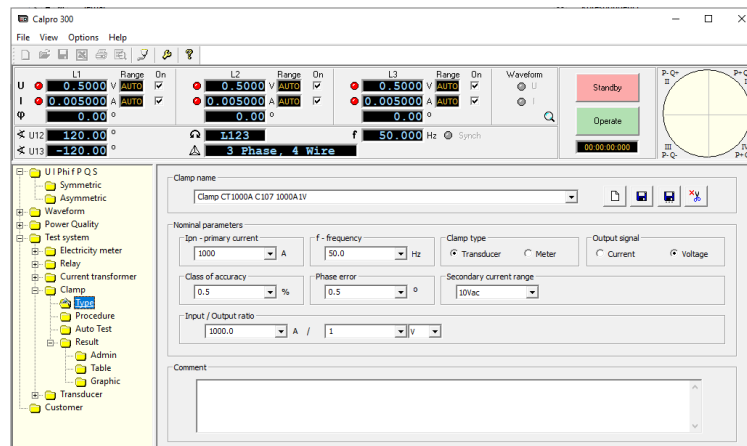 Calpro 300
File View Options Help
L1 Range On L2 Range On L3 Range On Waveform
U 0.5000 V AUTO 0.5000 V AUTO 0.5000 V AUTO U
I 0.005000 A AUTO 0.005000 A AUTO 0.005000 A AUTO I
φ 0.00 ° 0.00 ° 0.00 °
∢ U12 120.00 ° L123 f 50.000 Hz Synch
∢ U13 -120.00 ° 3 Phase, 4 Wire
Standby
Operate
00:00:00:000
P- Q+ P+ Q
II
III IV
P- Q- P+
U I Phi f P Q S
Symmetric
Asymmetric
Waveform
Power Quality
Test system
Electricity meter
Relay
Current transformer
Clamp
Type
Procedure
Auto Test
Result
Admin
Table
Graphic
Transducer
Customer
Clamp name
Clamp CT1000A C107 1000A1V
Nominal parameters
Ipn - primary current f - frequency Clamp type Output signal
1000 A 50.0 Hz Transducer Meter Current Voltage
Class of accuracy Phase error Secondary current range
0.5 % 0.5 ° 10Vac
Input / Output ratio
1000.0 A / 1 V
Comment